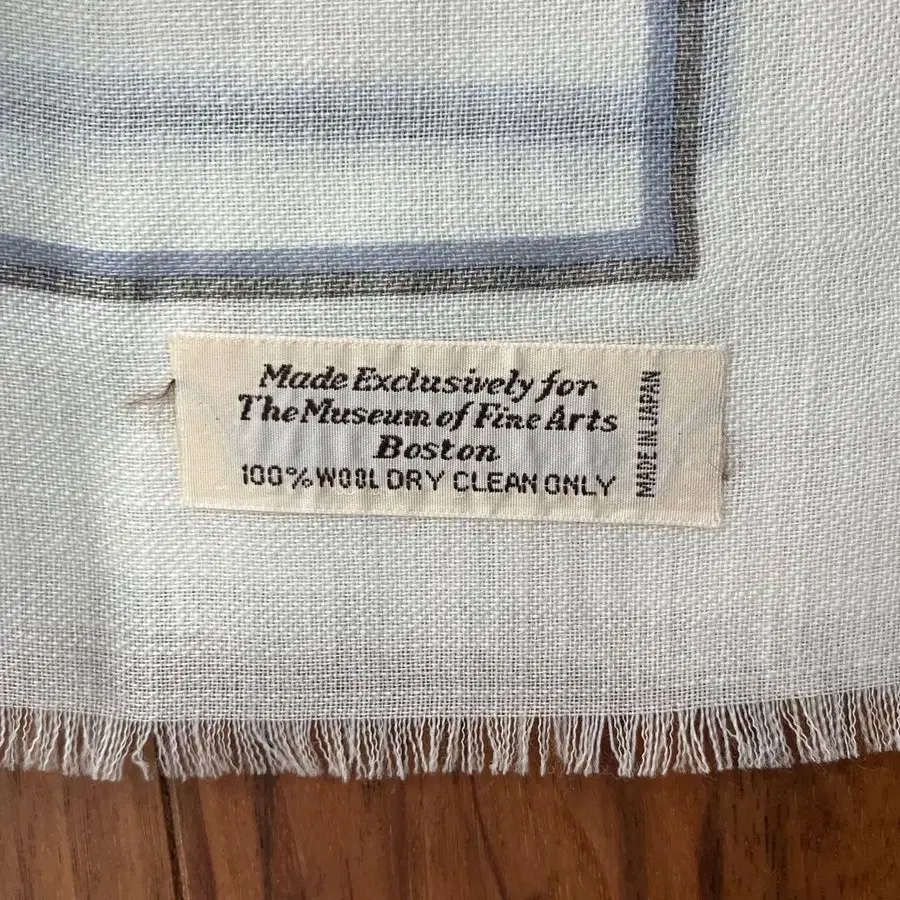 Made Exclusively for
The Museum of Fine Arts
Boston
100% WOOL DRY CLEAN ONLY
MADE IN JAPAN